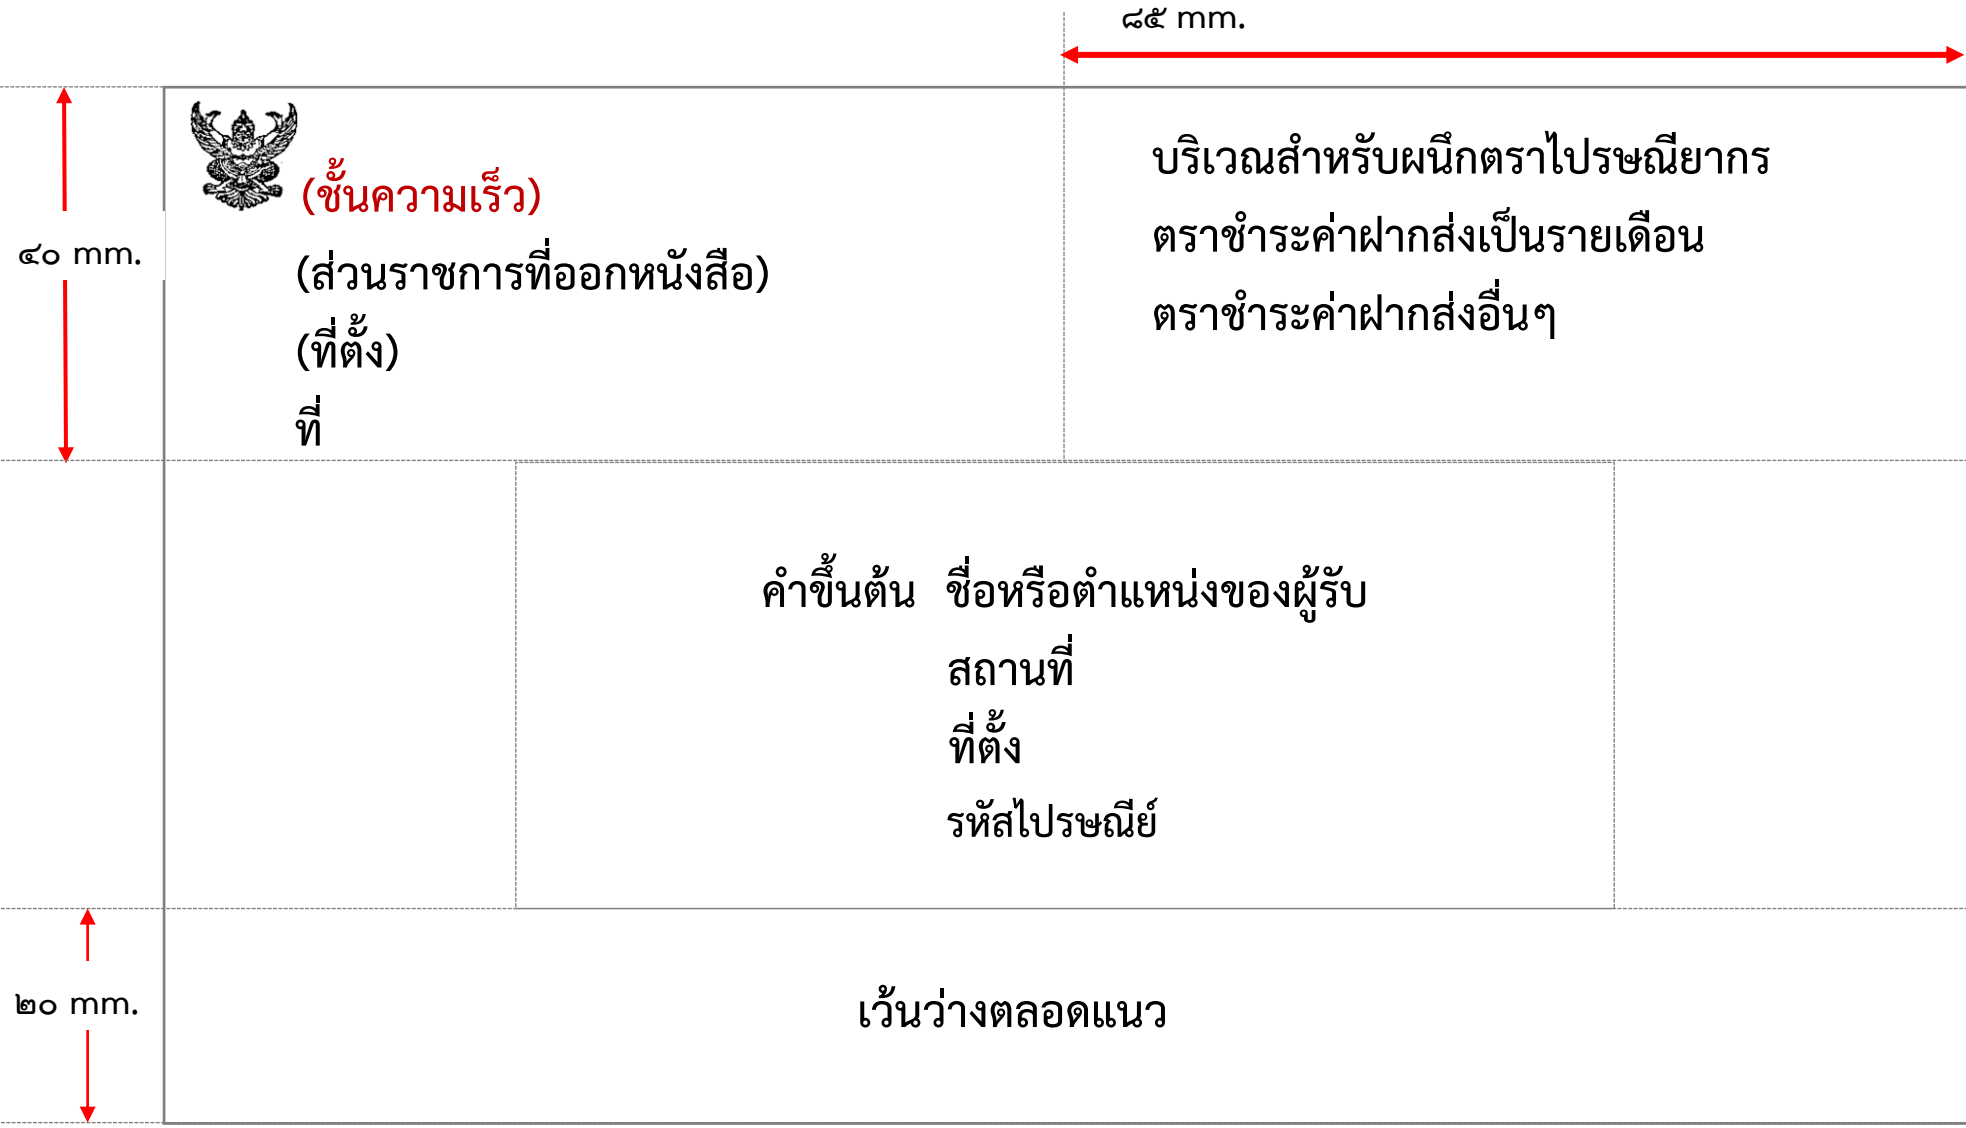 ๘๕ mm.
(ชั้นความเร็ว)
(ส่วนราชการที่ออกหนังสือ)
(ที่ตั้ง)
ที่
บริเวณสำหรับผนึกตราไปรษณียากร
ตราชำระค่าฝากส่งเป็นรายเดือน
ตราชำระค่าฝากส่งอื่นๆ
๔๐ mm.
คำขึ้นต้น ชื่อหรือตำแหน่งของผู้รับ
สถานที่
ที่ตั้ง
รหัสไปรษณีย์
๒๐ mm.
เว้นว่างตลอดแนว